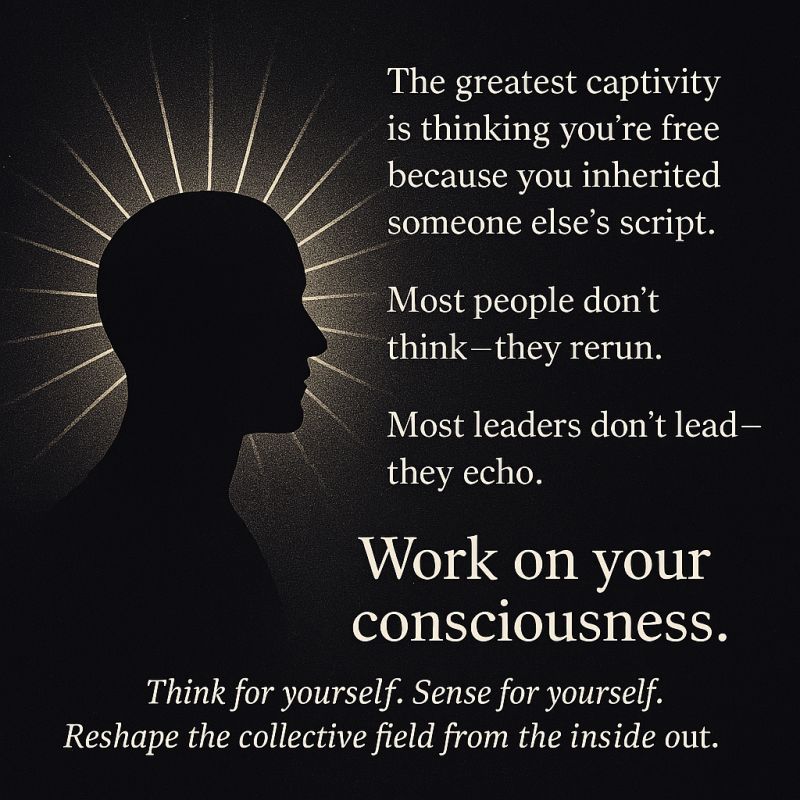 The greatest captivity
is thinking you’re free
because you inherited
someone else’s script.
Most people don’t
think—they rerun.
Most leaders don’t lead—
they echo.
Work on your
consciousness.
Think for yourself. Sense for yourself.
Reshape the collective field from the inside out.